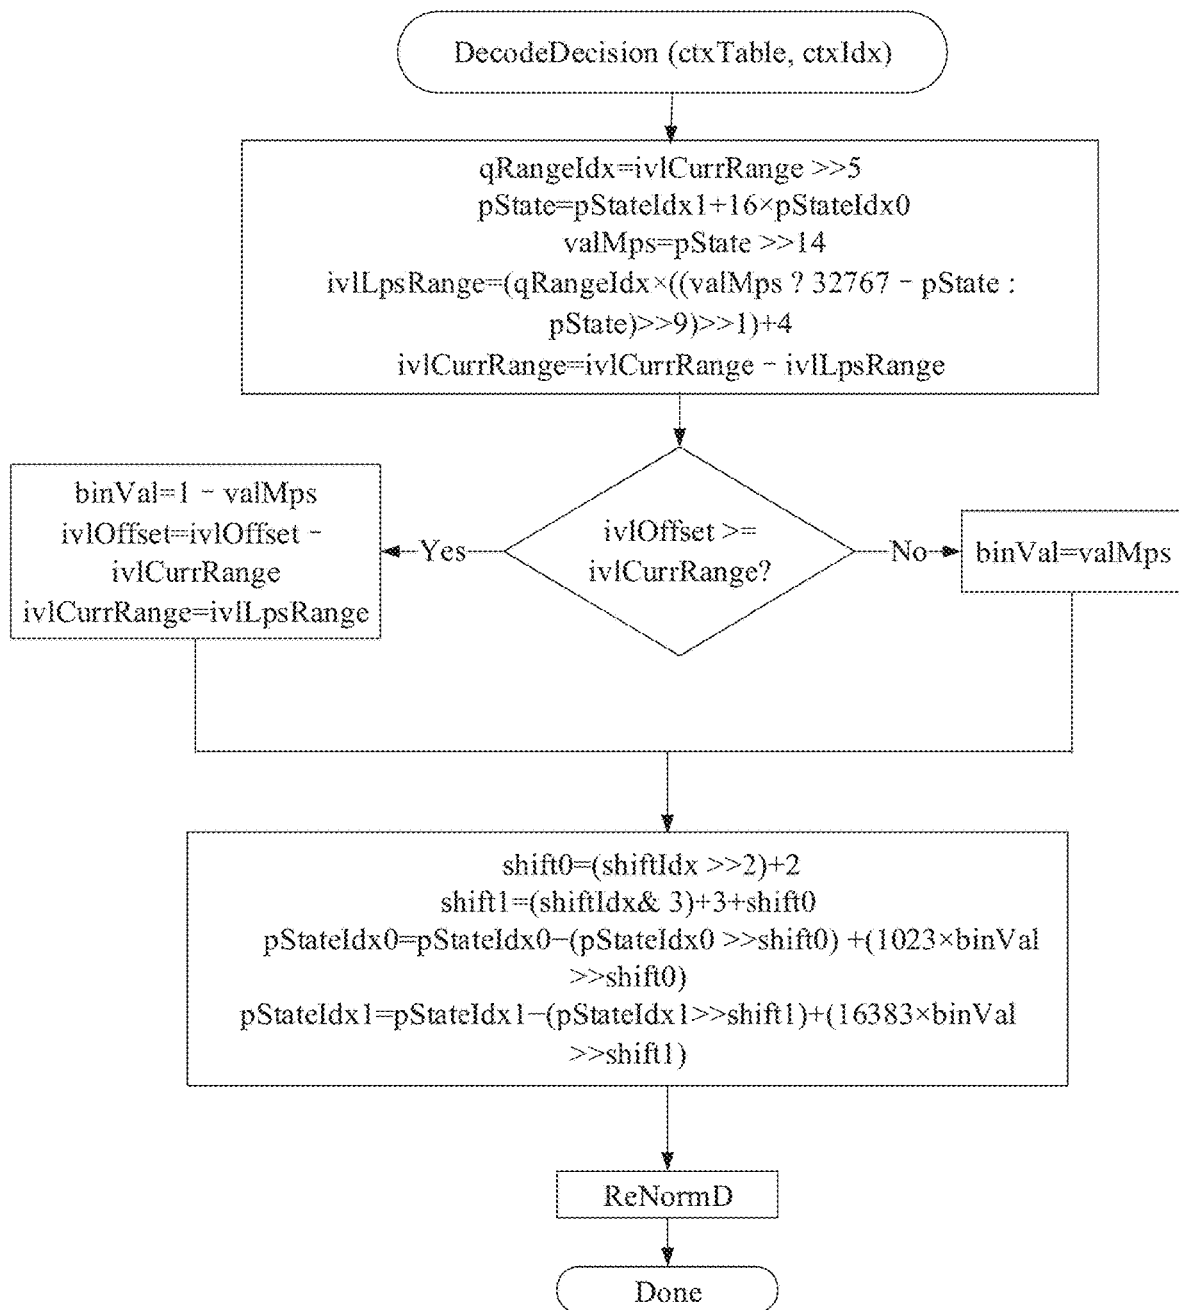 DecodeDecision (ctxTable, ctxIdx)
qRangeIdx=ivlCurrRange >>5
pState=pStateIdx1+16×pStateIdx0
valMps=pState >>14
ivlLpsRange=(qRangeIdx×((valMps ? 32767 − pState :
pState)>>9)>>1)+4
ivlCurrRange=ivlCurrRange − ivlLpsRange
ivlOffset >=
ivlCurrRange?
Yes
binVal=1 − valMps
ivlOffset=ivlOffset −
ivlCurrRange
ivlCurrRange=ivlLpsRange
No
binVal=valMps
shift0=(shiftIdx >>2)+2
shift1=(shiftIdx& 3)+3+shift0
pStateIdx0=pStateIdx0−(pStateIdx0 >>shift0) +(1023×binVal
>>shift0)
pStateIdx1=pStateIdx1−(pStateIdx1>>shift1)+(16383×binVal
>>shift1)
ReNormD
Done